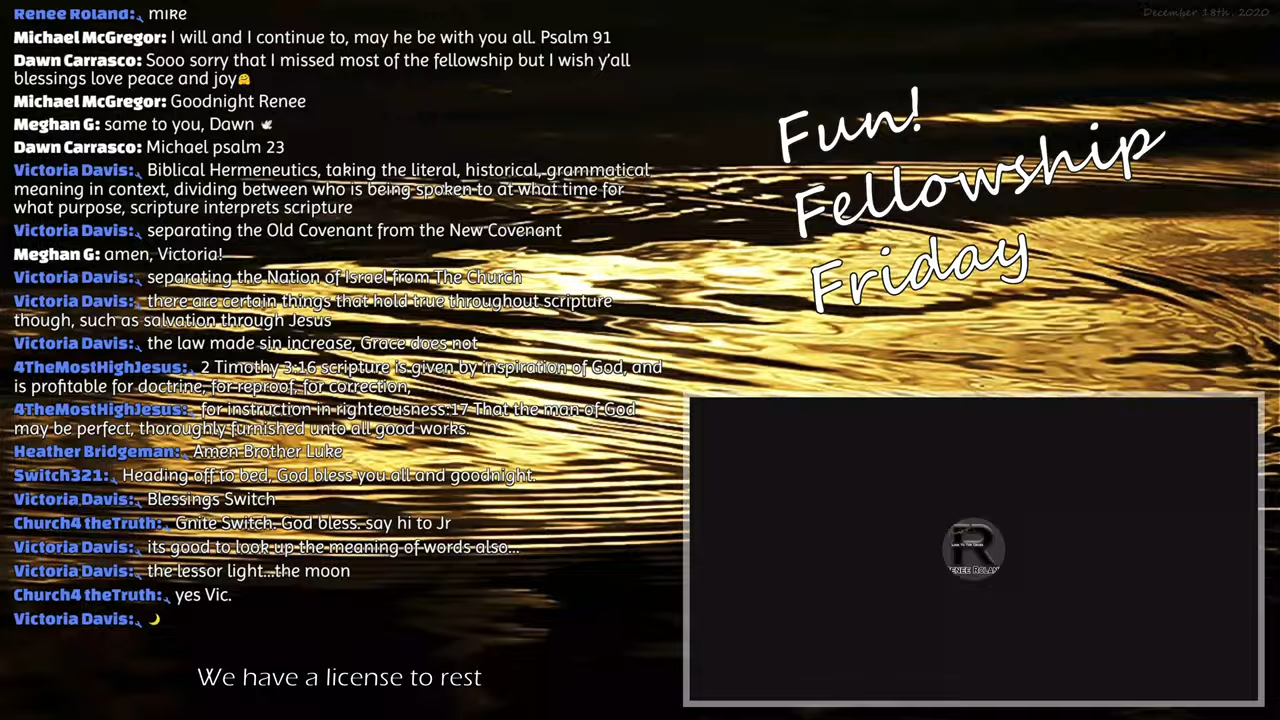 Renee Roland: mike
Michael McGregor: I will and I continue to, may he be with you all. Psalm 91
Dawn Carrasco: Sooo sorry that I missed most of the fellowship but I wish y'all
blessings love peace and joy🤗
Michael McGregor: Goodnight Renee
Meghan G: same to you, Dawn 🕊
Dawn Carrasco: Michael psalm 23
Victoria Davis: Biblical Hermeneutics, taking the literal, historical, grammatical
meaning in context, dividing between who is being spoken to at what time for
what purpose, scripture interprets scripture
Victoria Davis: separating the Old Covenant from the New Covenant
Meghan G: amen, Victoria!
Victoria Davis: separating the Nation of Israel from The Church
Victoria Davis: there are certain things that hold true throughout scripture
though, such as salvation through Jesus
Victoria Davis: the law made sin increase, Grace does not
4TheMostHighJesus: 2 Timothy 3:16 scripture is given by inspiration of God, and
is profitable for doctrine, for reproof, for correction,
4TheMostHighJesus: for instruction in righteousness:17 That the man of God
may be perfect, thoroughly furnished unto all good works.
Heather Bridgeman: Amen Brother Luke
Switch321: Heading off to bed, God bless you all and goodnight.
Victoria Davis: Blessings Switch
Church4 theTruth: Gnite Switch. God bless. say hi to Jr
Victoria Davis: its good to look up the meaning of words also...
Victoria Davis: the lessor light...the moon
Church4 theTruth: yes Vic.
Victoria Davis: 🌙
We have a license to rest
December 18th, 2020
Fun!
Fellowship
Friday
R
RENEE ROLAND